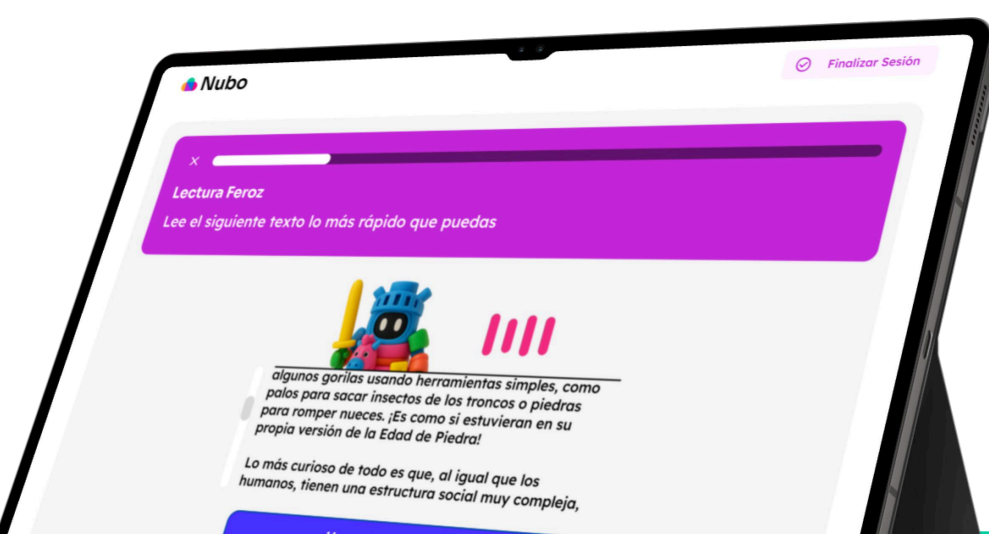 Nubo
Finalizar Sesión
Lectura Feroz
Lee el siguiente texto lo más rápido que puedas
algunos gorilas usando herramientas simples, como
palos para sacar insectos de los troncos o piedras
para romper nueces. ¡Es como si estuvieran en su
propia versión de la Edad de Piedra!
Lo más curioso de todo es que, al igual que los
humanos, tienen una estructura social muy compleja,